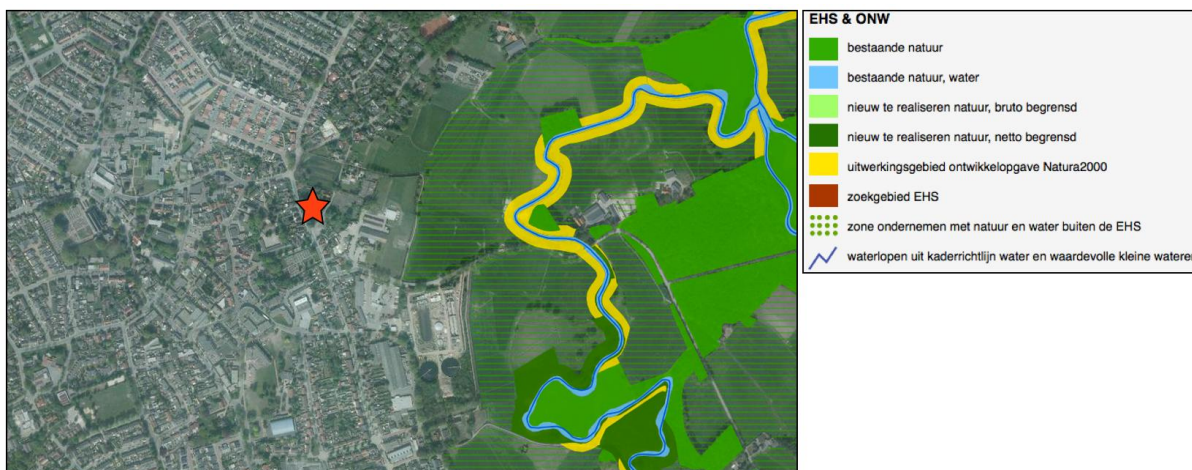 EHS & ONW
bestaande natuur
bestaande natuur, water
nieuw te realiseren natuur, bruto begrensd
nieuw te realiseren natuur, netto begrensd
uitwerkingsgebied ontwikkelopgave Natura2000
zoekgebied EHS
zone ondernemen met natuur en water buiten de EHS
waterlopen uit kaderrichtlijn water en waardevolle kleine wateren